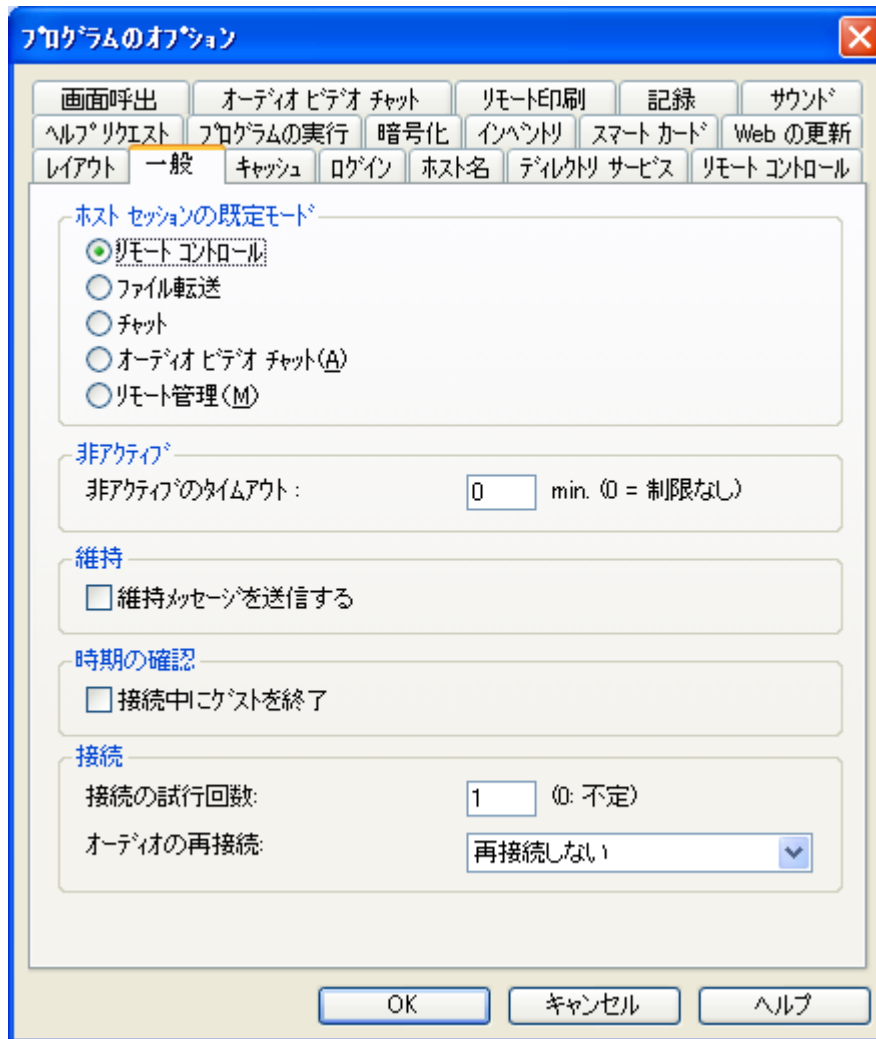 プログラムのオプション
画面呼出 オーディオ ビデオ チャット リモート印刷 記録 サウンド
ヘルプ リクエスト プログラムの実行 暗号化 インベントリ スマート カード Web の更新
レイアウト 一般 キャッシュ ログイン ホスト名 ディレクトリ サービス リモート コントロール
ホスト セッションの既定モード
リモート コントロール
ファイル転送
チャット
オーディオ ビデオ チャット(A)
リモート管理(M)
非アクティブ
非アクティブのタイムアウト: 0 min. (0 = 制限なし)
維持
維持メッセージを送信する
時期の確認
接続中にゲストを終了
接続
接続の試行回数: 1 (0: 不定)
オーディオの再接続: 再接続しない
OK キャンセル ヘルプ